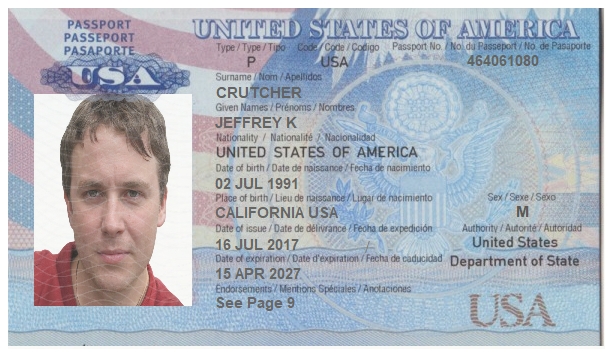 PASSPORT
PASSEPORT
PASAPORTE
USA
UNITED STATES OF AMERICA
Type / Type / Tipo Code / Code / Codigo Passport No. / No. du Passeport / No. de Pasaporte
P USA 464061080
Surname / Nom / Apellidos
CRUTCHER
Given Names / Prénoms / Nombres
JEFFREY K
Nationality / Nationalité / Nacionalidad
UNITED STATES OF AMERICA
Date of birth / Date de naissance / Fecha de nacimiento
02 JUL 1991
Place of birth / Lieu de naissance / Lugar de nacimiento Sex / Sexe / Sexo
CALIFORNIA USA M
Date of issue / Date de délivrance / Fecha de expedición Authority / Autorité / Autoridad
16 JUL 2017 United States
Date of expiration / Date d'expiration / Fecha de caducidad Department of State
15 APR 2027
Endorsements / Mentions Spéciales / Anotaciones
See Page 9
USA